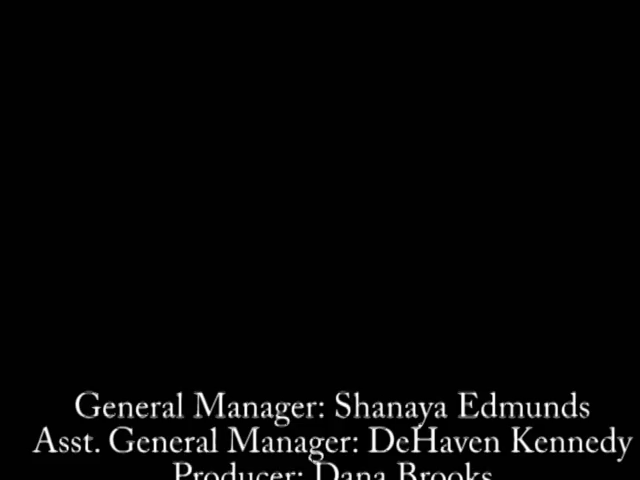 General Manager: Shanaya Edmunds
Asst. General Manager: DeHaven Kennedy
Producer: Dana Brooks